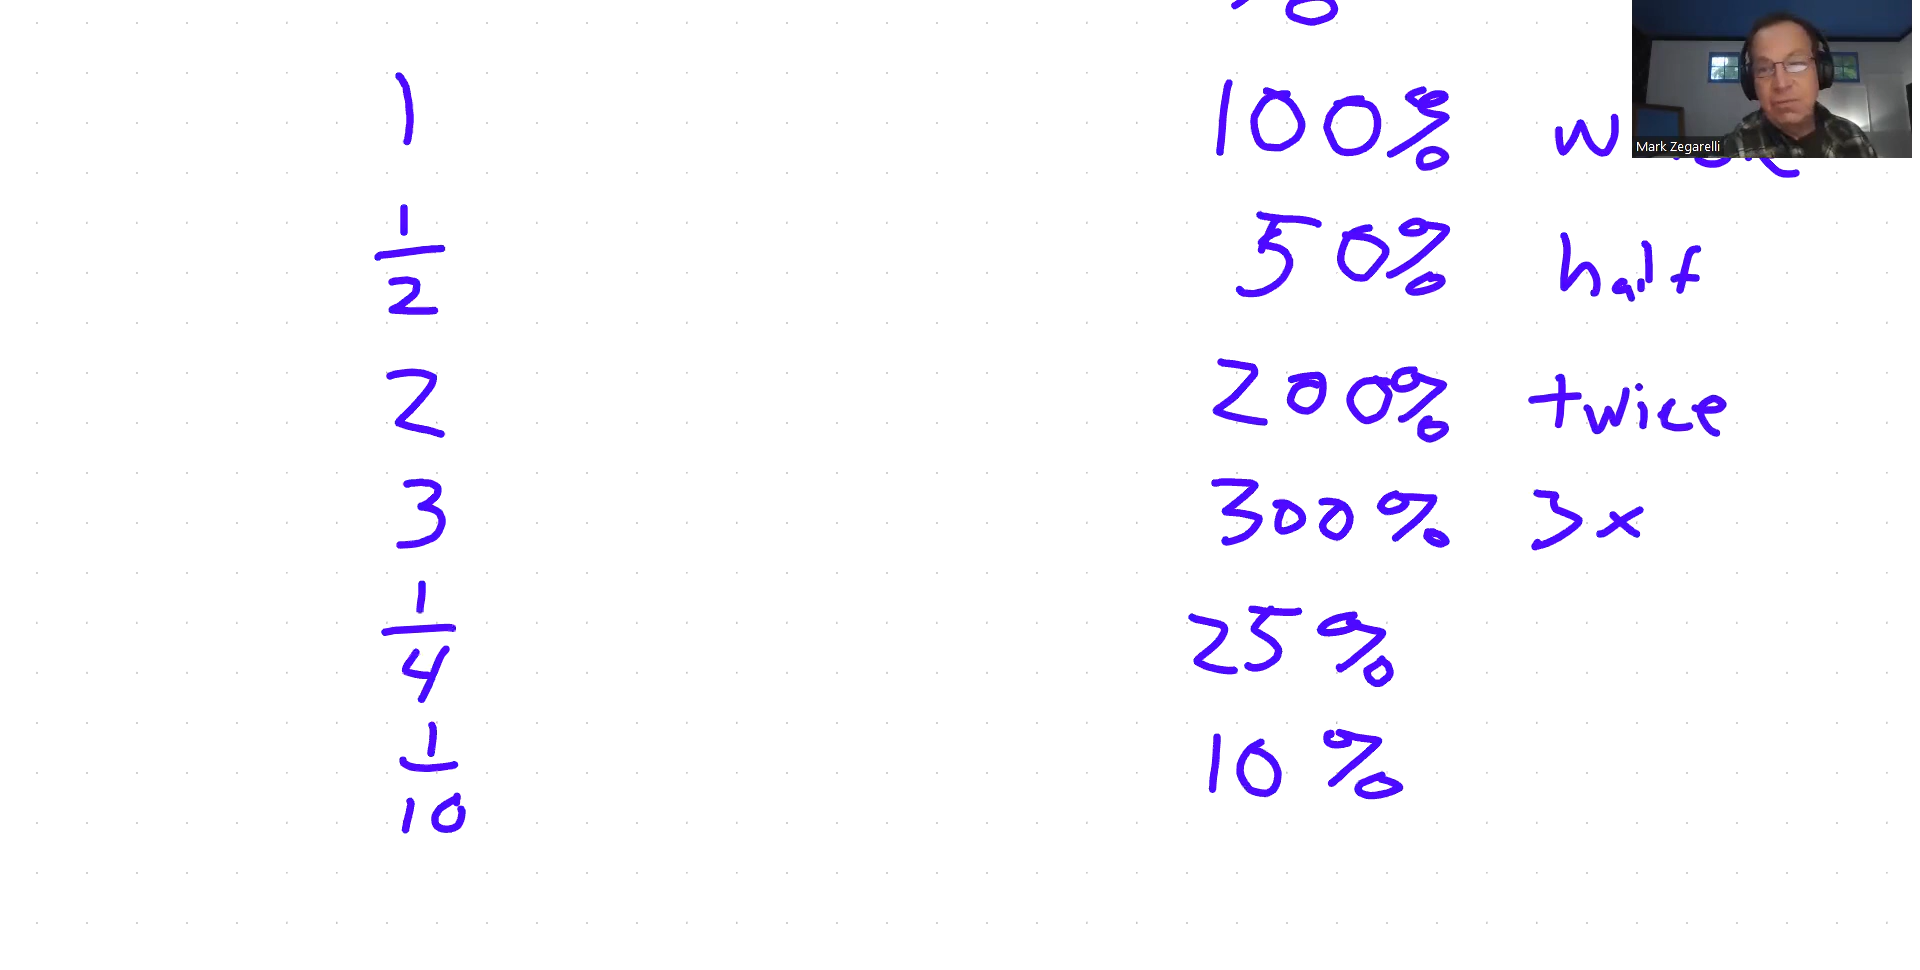 %
1 100%
Mark Zegarelli
1/2 50% half
2 200% twice
3 300% 3x
1/4 25%
1/10 10%